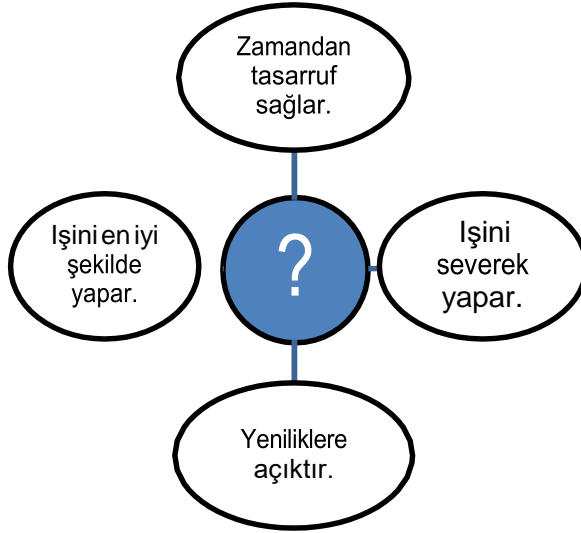 Zamandan
tasarruf
sağlar.
Işini en iyi
şekilde
yapar.
?
Işini
severek
yapar.
Yeniliklere
açıktır.